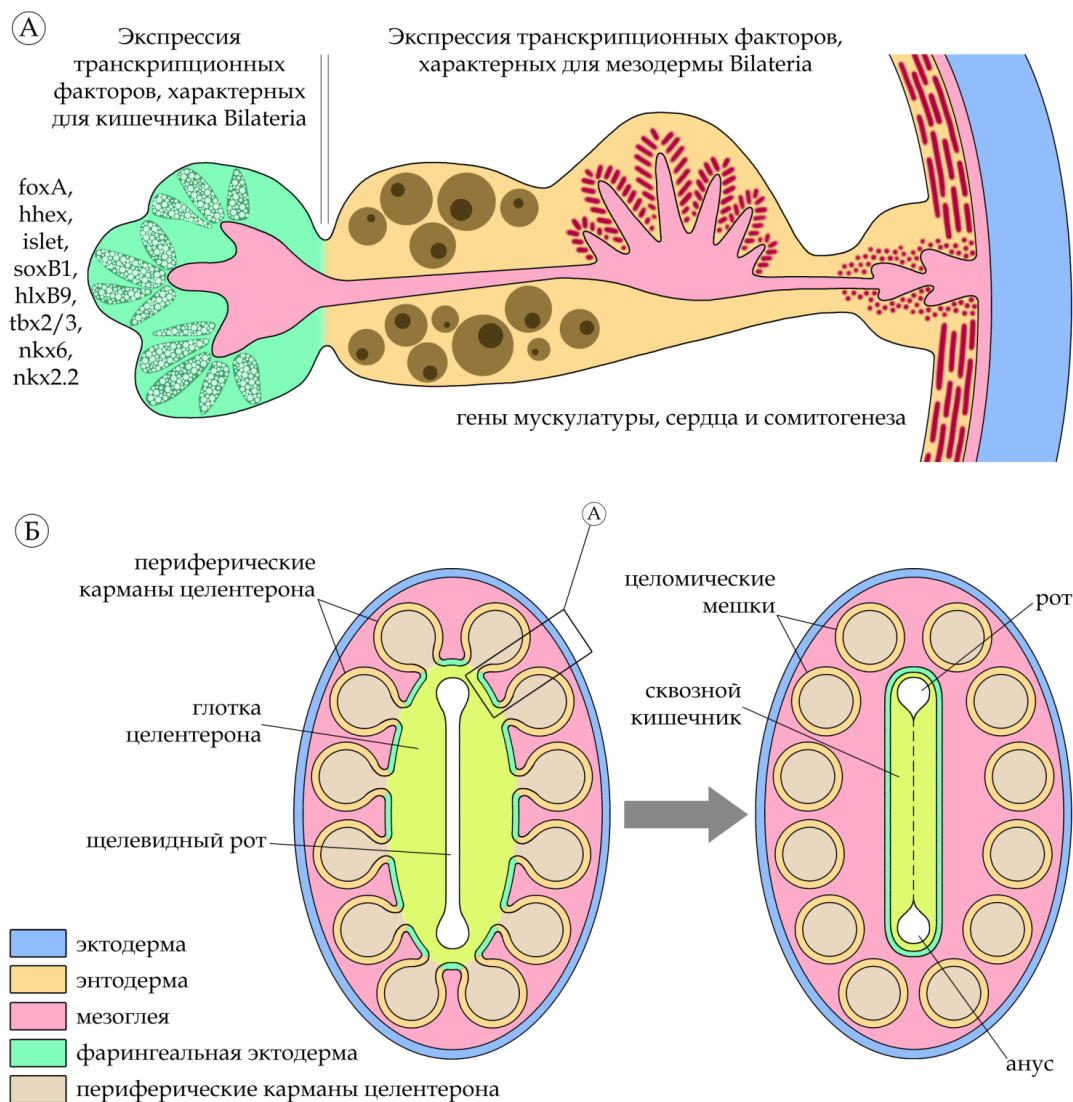 А
Экспрессия
транскрипционных
факторов, характерных
для кишечника Bilateria
Экспрессия транскрипционных факторов,
характерных для мезодермы Bilateria
foxA,
hhex,
islet,
soxB1,
hlxB9,
tbx2/3,
nkx6,
nkx2.2
гены мускулатуры, сердца и сомитогенеза
Б
А
периферические
карманы целентерона
глотка
целентерона
щелевидный рот
целомические
мешки
рот
сквозной
кишечник
анус
эктодерма
энтодерма
мезоглея
фарингеальная эктодерма
периферические карманы целентерона